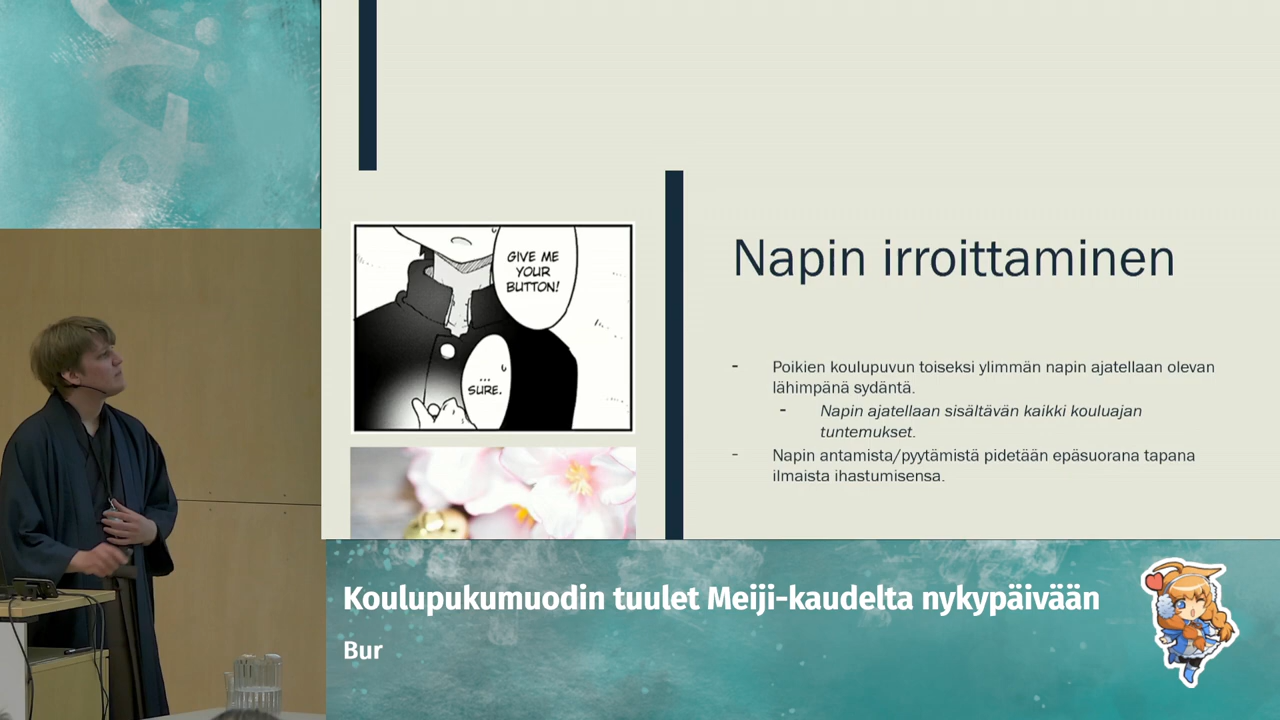 GIVE ME
YOUR
BUTTON!
...
SURE.
Napin irroittaminen
- Poikien koulupuvun toiseksi ylimmän napin ajatellaan olevan
lähimpänä sydäntä.
- Napin ajatellaan sisältävän kaikki kouluajan
tuntemukset.
- Napin antamista/pyytämistä pidetään epäsuorana tapana
ilmaista ihastumisensa.
Koulupukumuodin tuulet Meiji-kaudelta nykypäivään
Bur